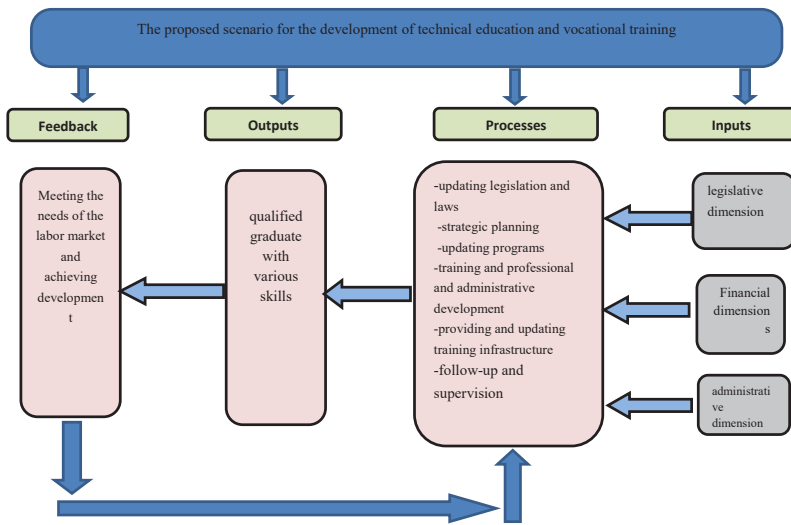 The proposed scenario for the development of technical education and vocational training
Feedback
Outputs
Processes
Inputs
Meeting the
needs of the
labor market
and
achieving
developmen
t
qualified
graduate
with
various
skills
-updating legislation and
laws
-strategic planning
-updating programs
-training and professional
and administrative
development
-providing and updating
training infrastructure
-follow-up and
supervision
legislative
dimension
Financial
dimension
s
administrati
ve
dimension